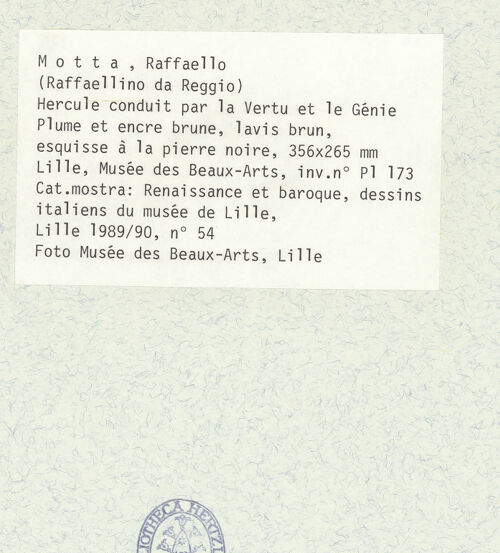 M o t t a , Raffaello
(Raffaellino da Reggio)
Hercule conduit par la Vertu et le Génie
Plume et encre brune, lavis brun,
esquisse à la pierre noire, 356x265 mm
Lille, Musée des Beaux-Arts, inv.n° Pl 173
Cat.mostra: Renaissance et baroque, dessins
italiens du musée de Lille,
Lille 1989/90, n° 54
Foto Musée des Beaux-Arts, Lille